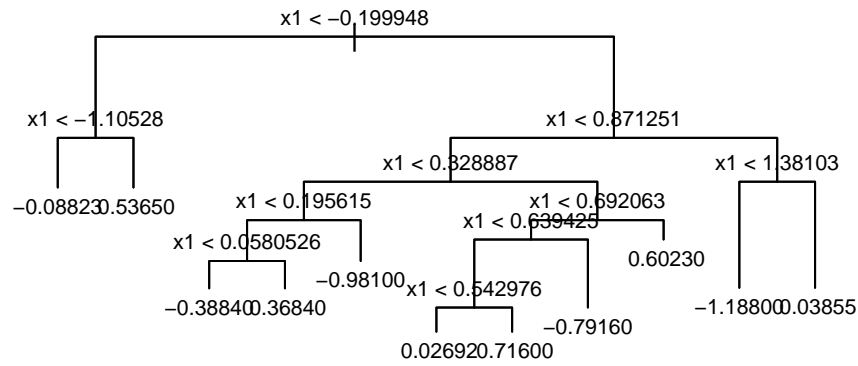 x1 < −0.199948
x1 < −1.10528
x1 < 0.871251
x1 < 0.328887
x1 < 1.38103
x1 < 0.195615
x1 < 0.692063
−0.08823
0.53650
x1 < 0.639425
x1 < 0.0580526
0.60230
−0.98100
x1 < 0.542976
−0.38840
0.36840
−1.18800
0.03855
−0.79160
0.02692
0.71600